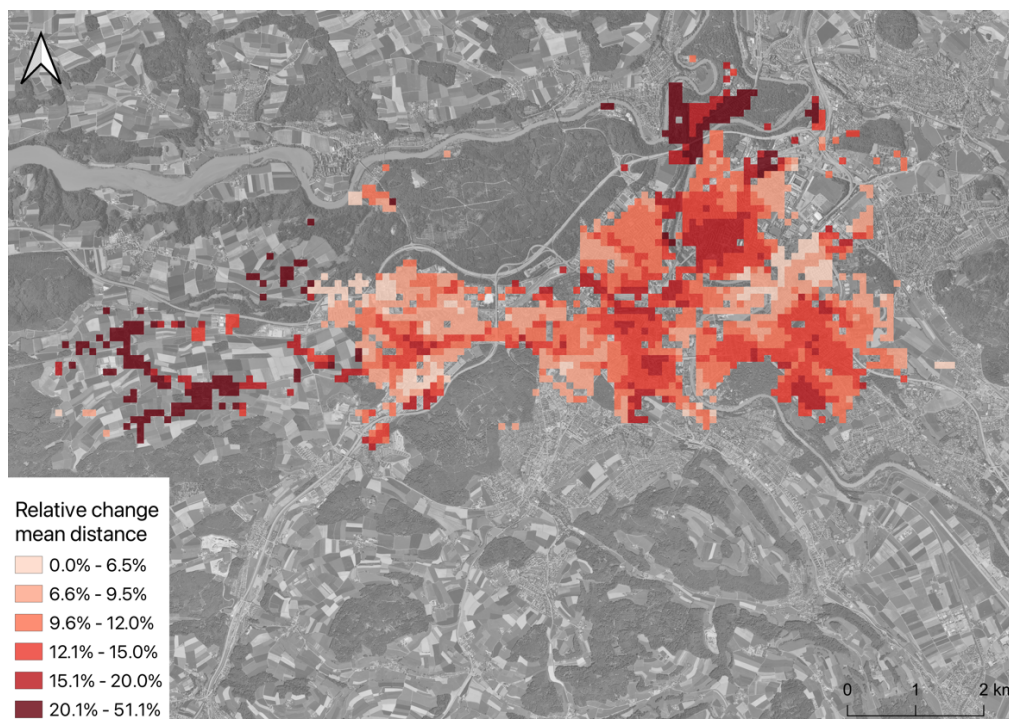 Relative change
mean distance
0.0% - 6.5%
6.6% - 9.5%
9.6% - 12.0%
12.1% - 15.0%
15.1% - 20.0%
20.1% - 51.1%
0 1 2 km